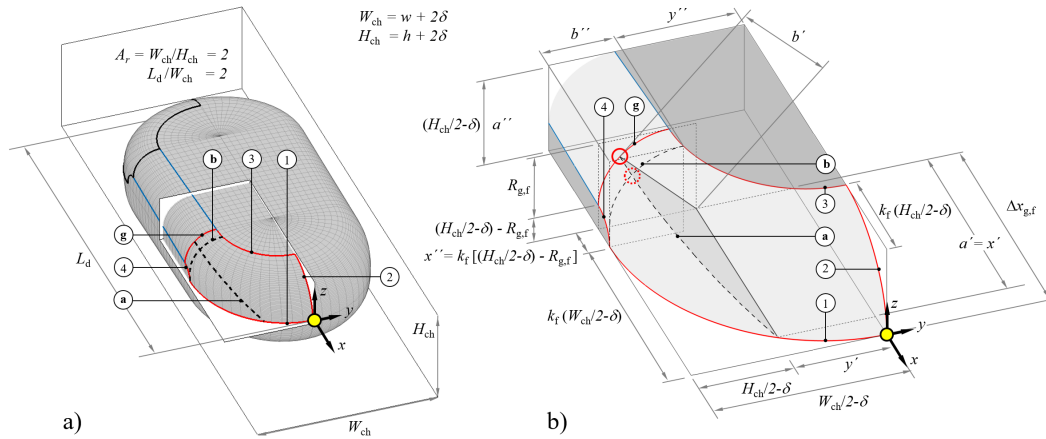 W_ch = w + 2δ
H_ch = h + 2δ
A_r = W_ch/H_ch = 2
L_d/W_ch = 2
b
3
1
g
4
a
2
L_d
z
y
x
H_ch
W_ch
a)
b´´
y´´
b´
4
g
(H_ch/2-δ)
a´´
b
R_g,f
3
k_f (H_ch/2-δ)
Δx_g,f
(H_ch/2-δ) - R_g,f
a
a´= x´
x´´= k_f [(H_ch/2-δ) - R_g,f]
2
k_f (W_ch/2-δ)
1
z
y
x
H_ch/2-δ
y´
W_ch/2-δ
b)